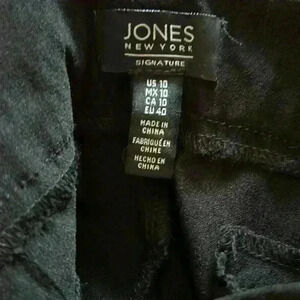 JONES
NEW YORK
SIGNATURE
US 10
MX 10
CA 10
EU 40
MADE IN
CHINA
FABRIQUÉ EN
CHINE
HECHO EN
CHINA